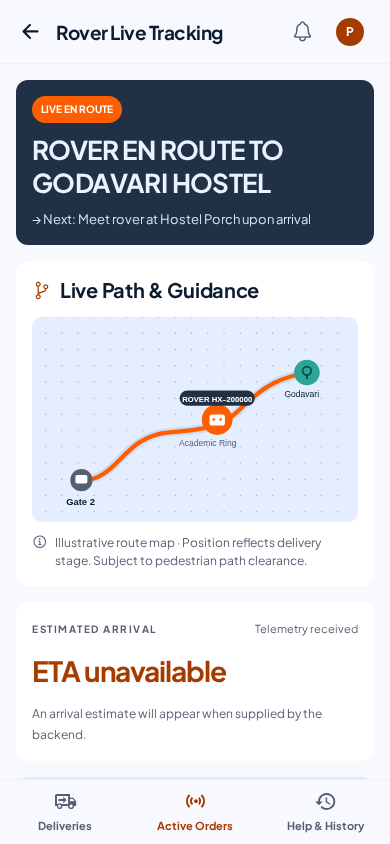 Rover Live Tracking
P
LIVE EN ROUTE
ROVER EN ROUTE TO
GODAVARI HOSTEL
→ Next: Meet rover at Hostel Porch upon arrival
Live Path & Guidance
ROVER HX-200000
Godavari
Academic Ring
Gate 2
Illustrative route map · Position reflects delivery
stage. Subject to pedestrian path clearance.
ESTIMATED ARRIVAL
Telemetry received
ETA unavailable
An arrival estimate will appear when supplied by the
backend.
Deliveries
Active Orders
Help & History